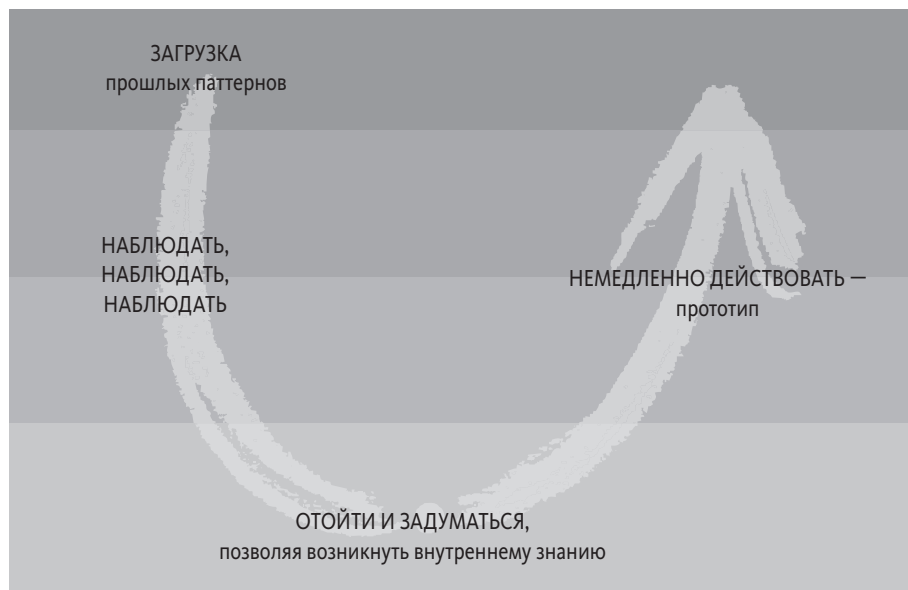 ЗАГРУЗКА
прошлых паттернов
НАБЛЮДАТЬ,
НАБЛЮДАТЬ,
НАБЛЮДАТЬ
НЕМЕДЛЕННО ДЕЙСТВОВАТЬ —
прототип
ОТОЙТИ И ЗАДУМАТЬСЯ,
позволяя возникнуть внутреннему знанию